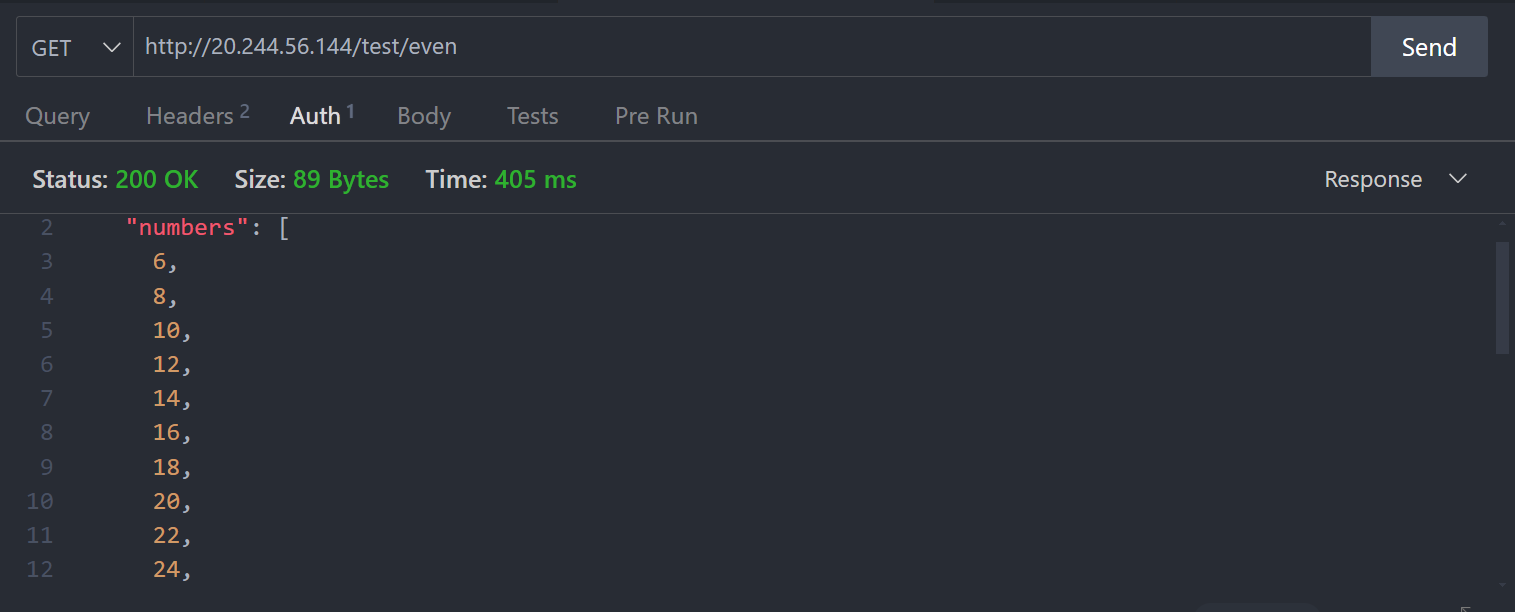 GET http://20.244.56.144/test/even Send
Query Headers 2 Auth 1 Body Tests Pre Run
Status: 200 OK Size: 89 Bytes Time: 405 ms Response
2 "numbers": [
3 6,
4 8,
5 10,
6 12,
7 14,
8 16,
9 18,
10 20,
11 22,
12 24,